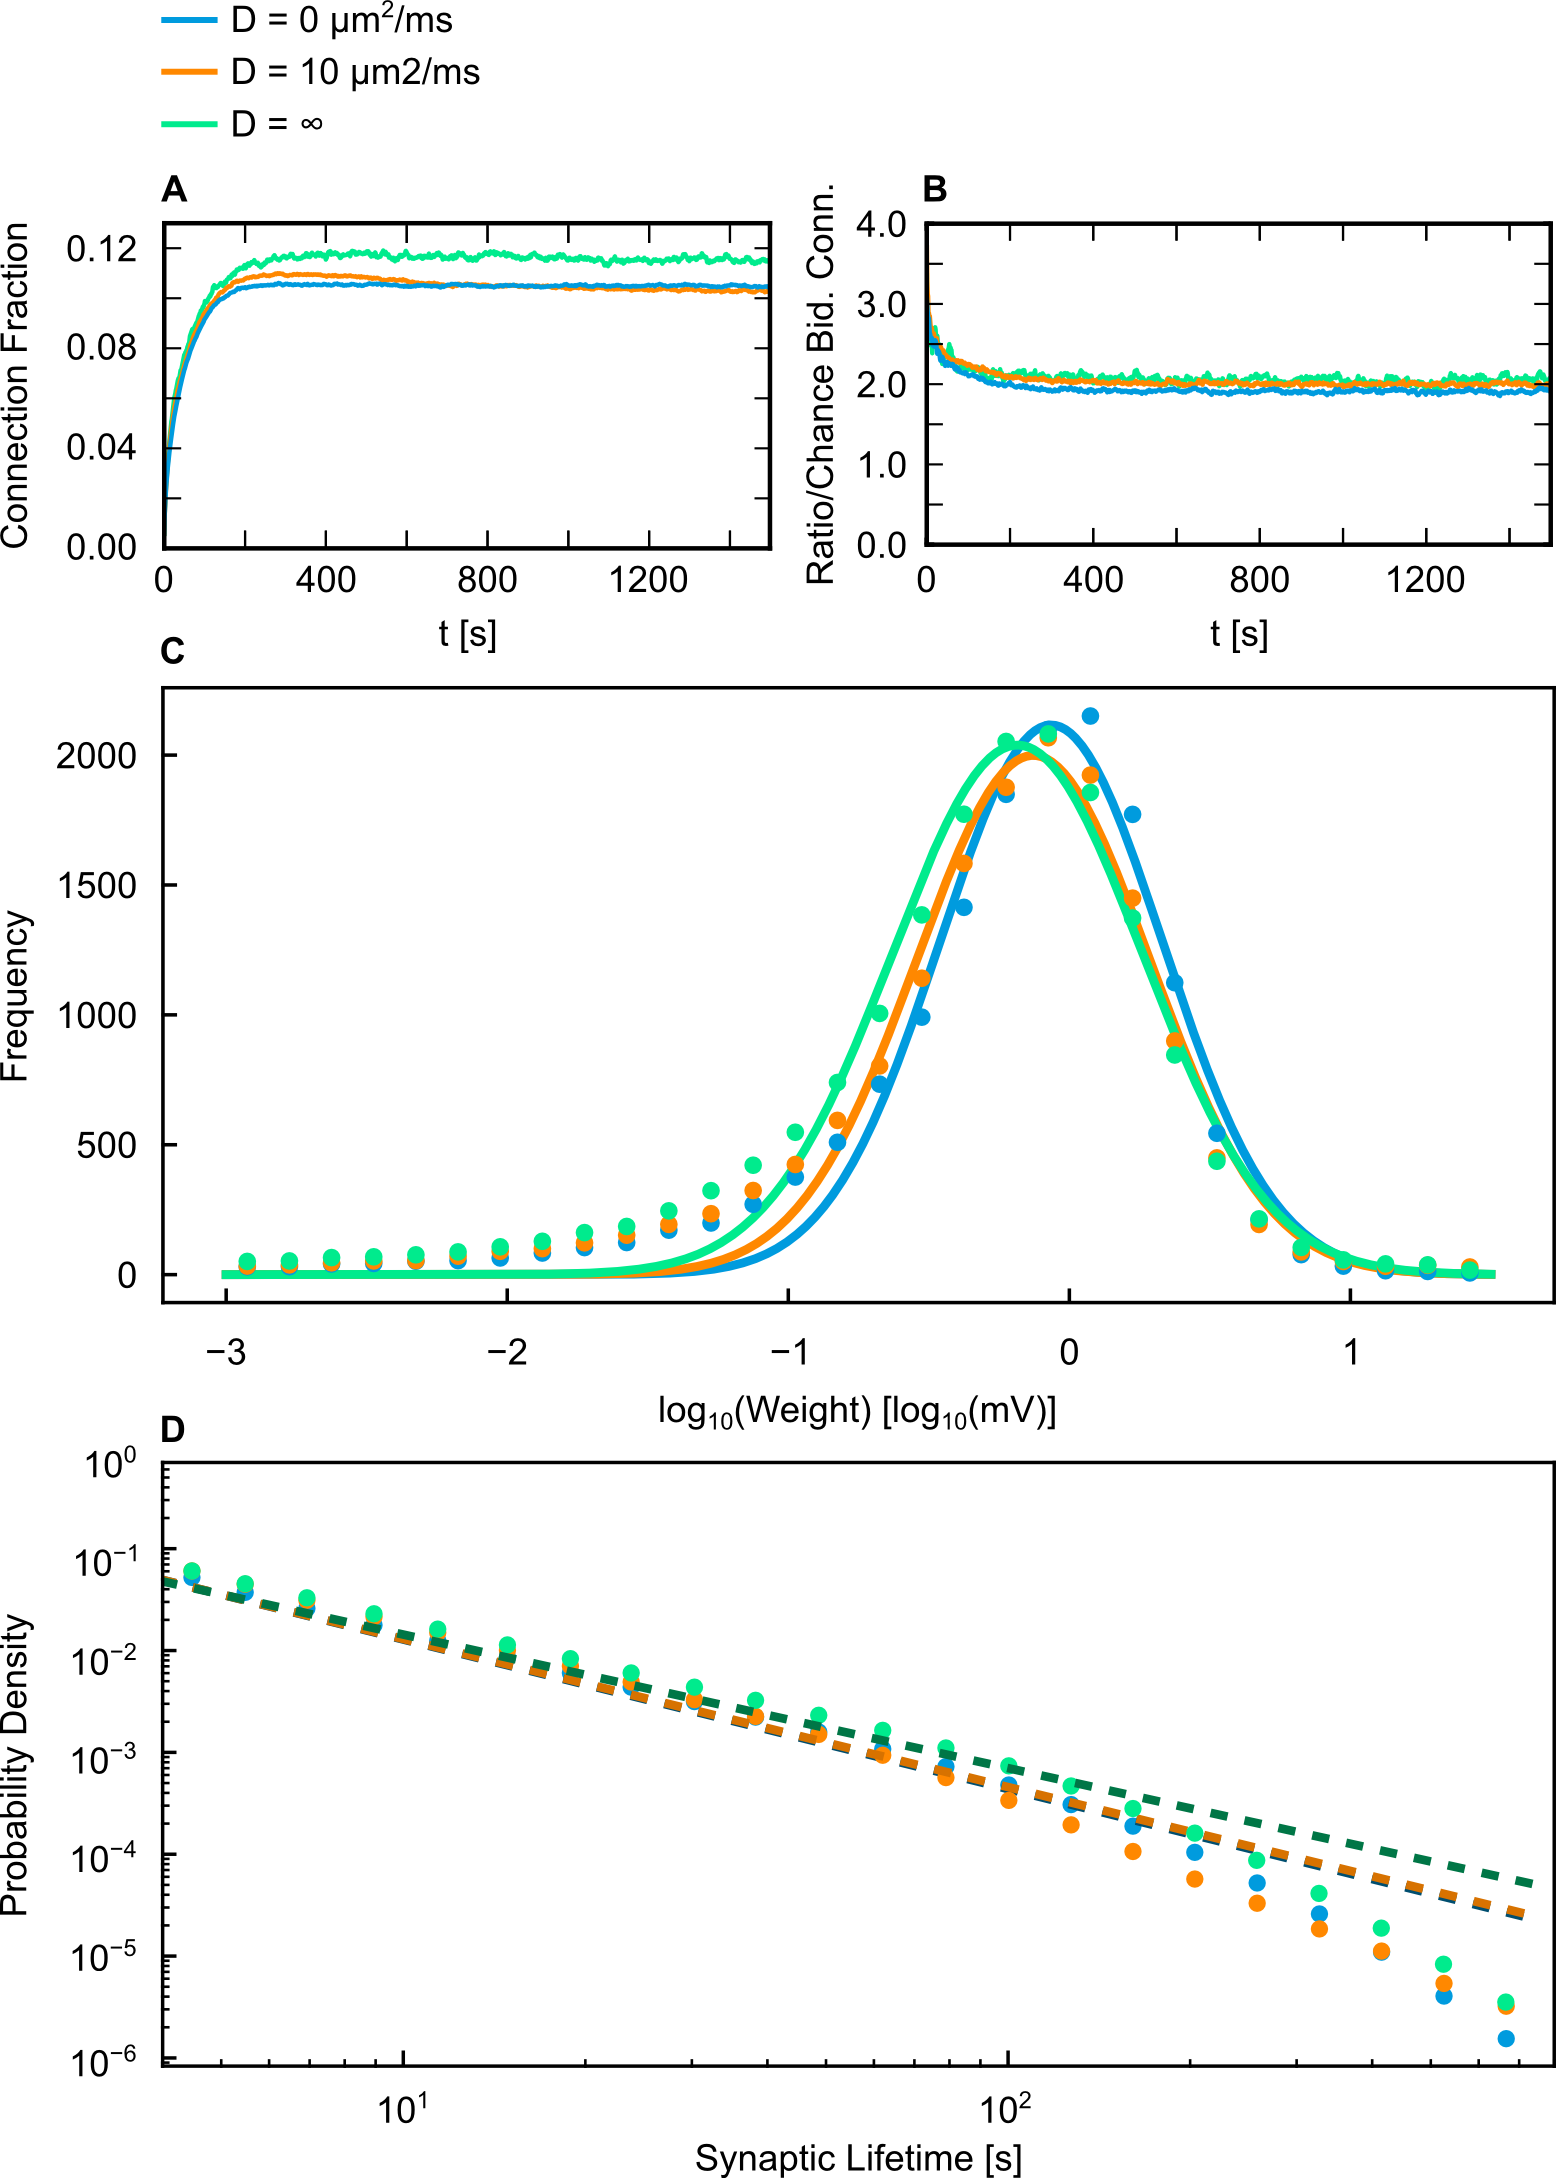 D = 0 µm²/ms
D = 10 µm2/ms
D = ∞
A
Connection Fraction
0.12
0.08
0.04
0.00
0 400 800 1200
t [s]
B
Ratio/Chance Bid. Conn.
4.0
3.0
2.0
1.0
0.0
0 400 800 1200
t [s]
C
Frequency
2000
1500
1000
500
0
−3 −2 −1 0 1
log₁₀(Weight) [log₁₀(mV)]
D
Probability Density
10⁰
10⁻¹
10⁻²
10⁻³
10⁻⁴
10⁻⁵
10⁻⁶
10¹ 10²
Synaptic Lifetime [s]